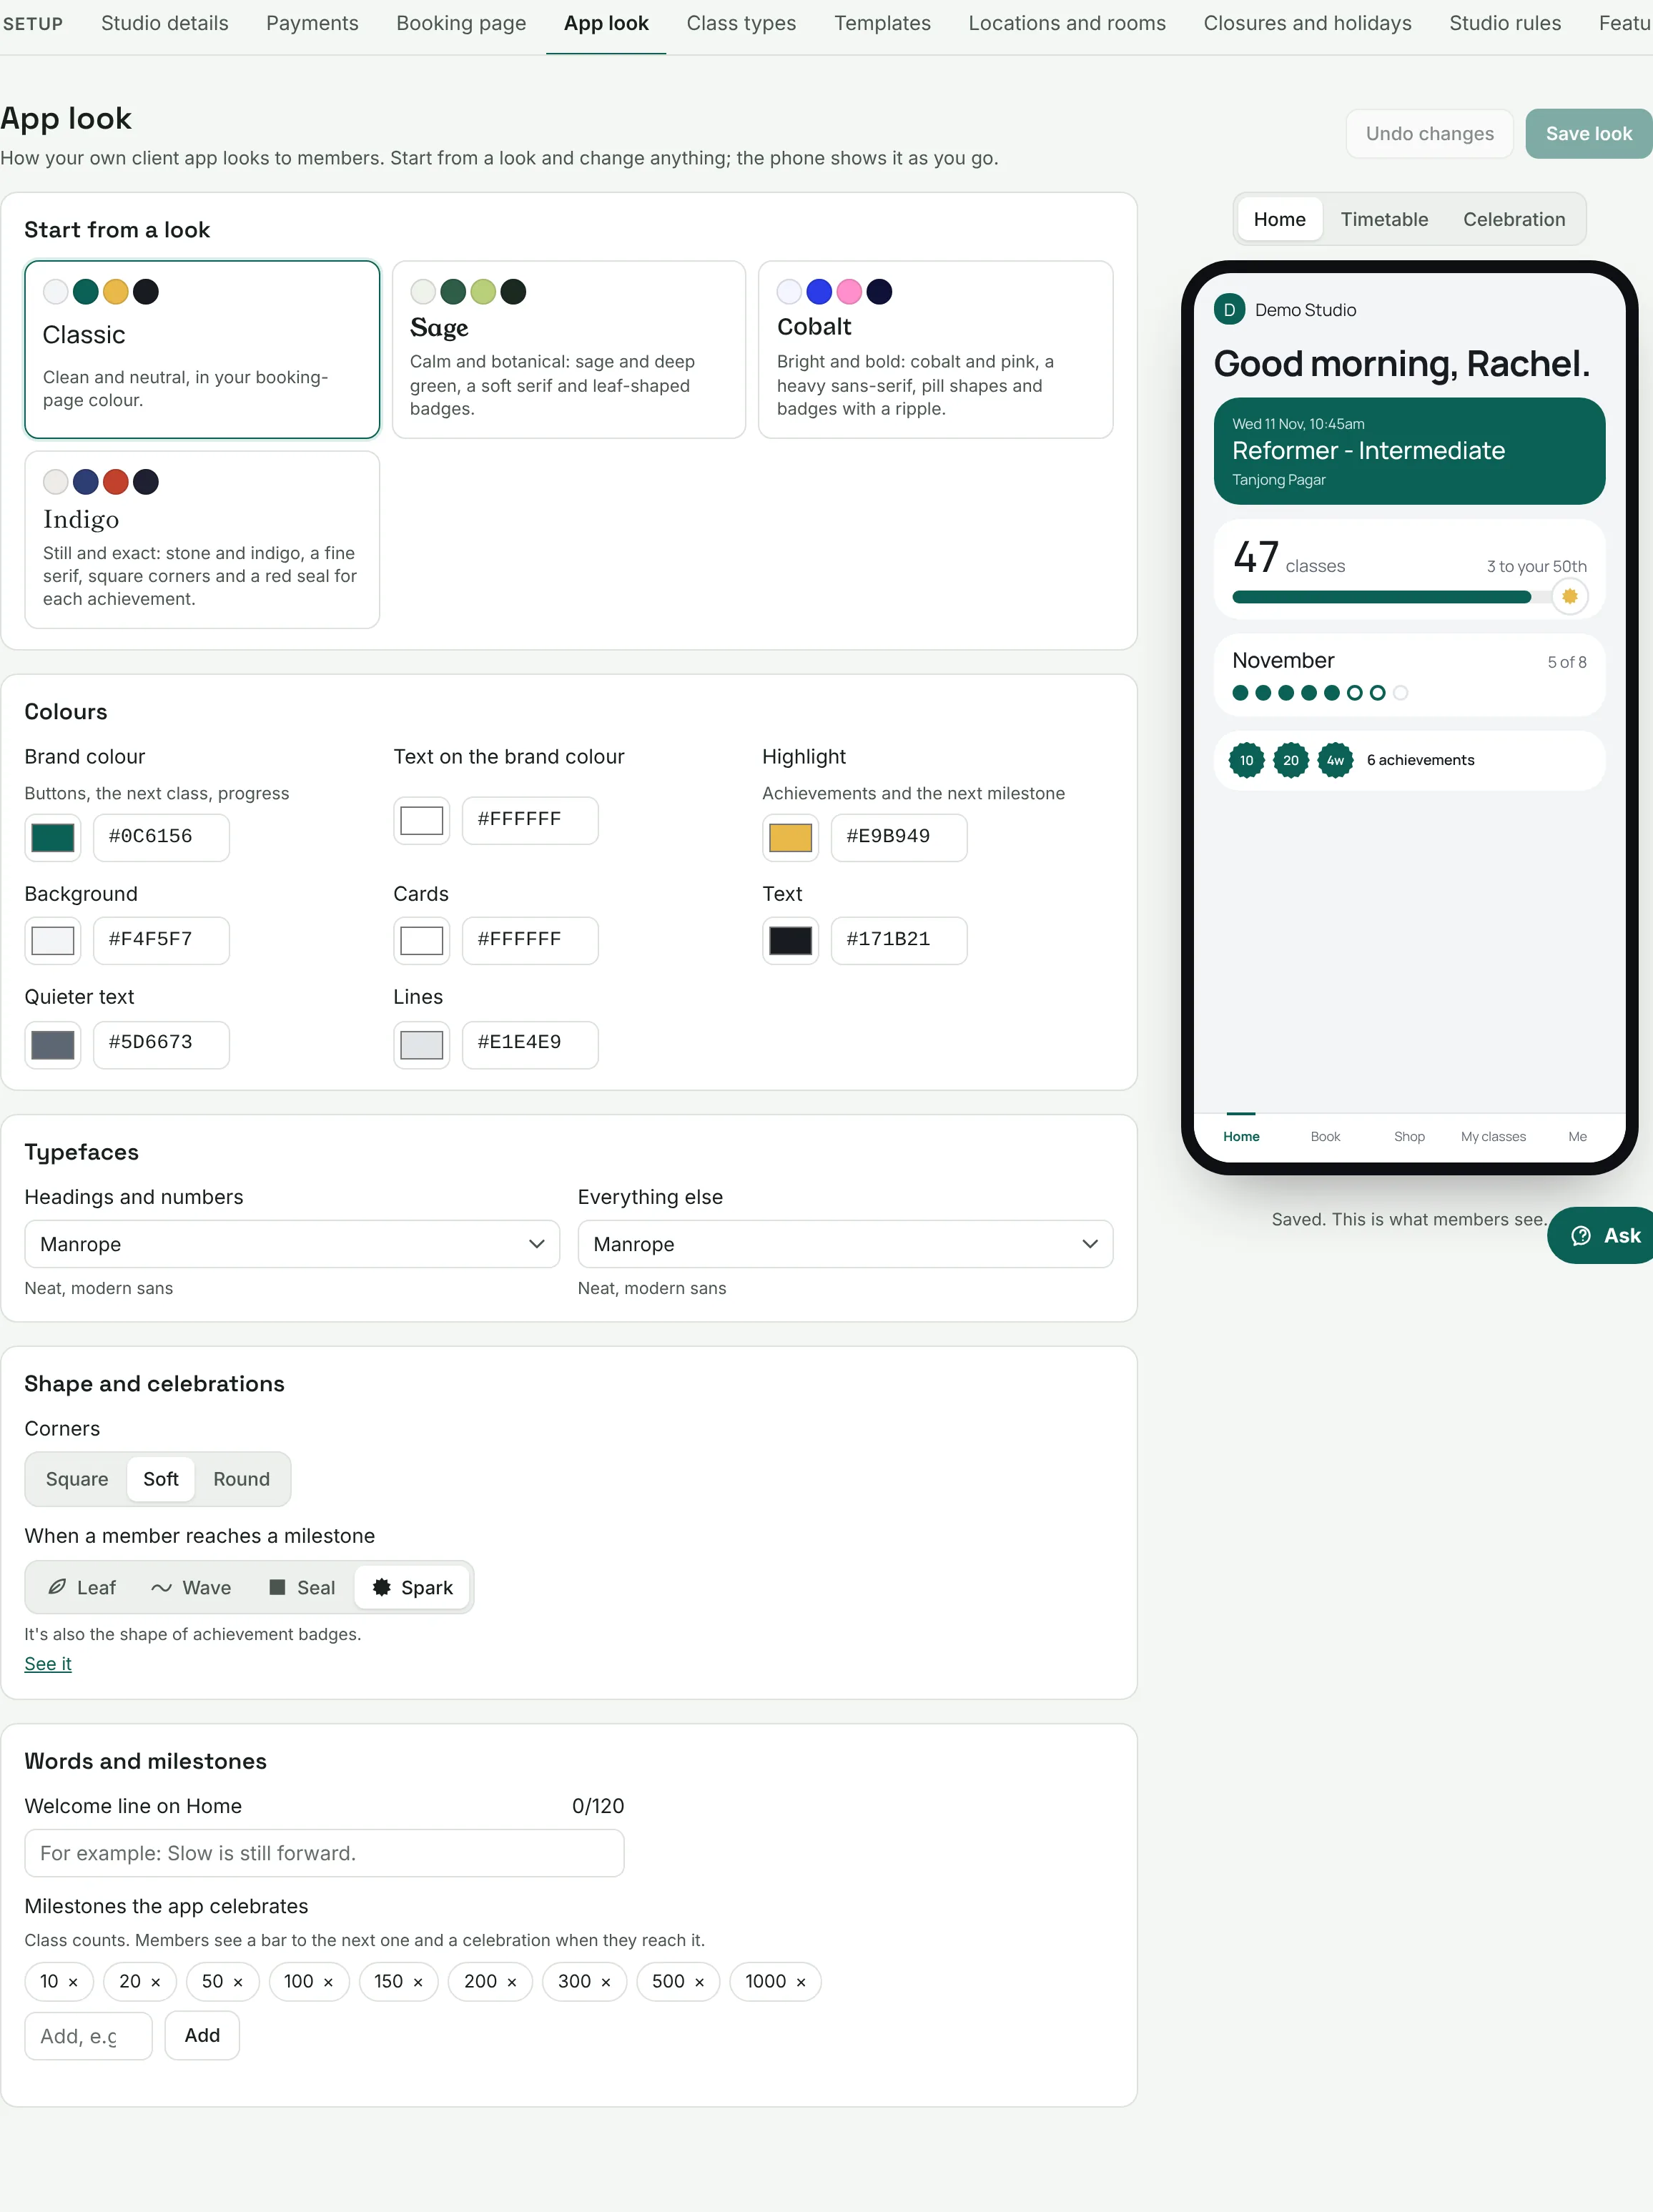 SETUP Studio details Payments Booking page App look Class types Templates Locations and rooms Closures and holidays Studio rules Featu
App look
How your own client app looks to members. Start from a look and change anything; the phone shows it as you go.
Undo changes Save look
Start from a look
Classic
Clean and neutral, in your booking-
page colour.
Sage
Calm and botanical: sage and deep
green, a soft serif and leaf-shaped
badges.
Cobalt
Bright and bold: cobalt and pink, a
heavy sans-serif, pill shapes and
badges with a ripple.
Indigo
Still and exact: stone and indigo, a fine
serif, square corners and a red seal for
each achievement.
Colours
Brand colour
Buttons, the next class, progress
#0C6156
Text on the brand colour
#FFFFFF
Highlight
Achievements and the next milestone
#E9B949
Background
#F4F5F7
Cards
#FFFFFF
Text
#171B21
Quieter text
#5D6673
Lines
#E1E4E9
Typefaces
Headings and numbers
Manrope
Neat, modern sans
Everything else
Manrope
Neat, modern sans
Shape and celebrations
Corners
Square Soft Round
When a member reaches a milestone
Leaf Wave Seal Spark
It's also the shape of achievement badges.
See it
Words and milestones
Welcome line on Home 0/120
For example: Slow is still forward.
Milestones the app celebrates
Class counts. Members see a bar to the next one and a celebration when they reach it.
10 × 20 × 50 × 100 × 150 × 200 × 300 × 500 × 1000 ×
Add, e.g Add
Home Timetable Celebration
D Demo Studio
Good morning, Rachel.
Wed 11 Nov, 10:45am
Reformer - Intermediate
Tanjong Pagar
47 classes 3 to your 50th
November 5 of 8
10 20 4w 6 achievements
Home Book Shop My classes Me
Saved. This is what members see.
Ask